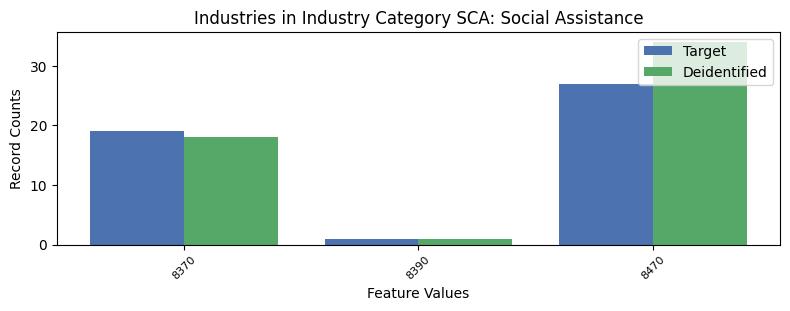 Industries in Industry Category SCA: Social Assistance
Target
Deidentified
Record Counts
30
20
10
0
8370
8390
8470
Feature Values